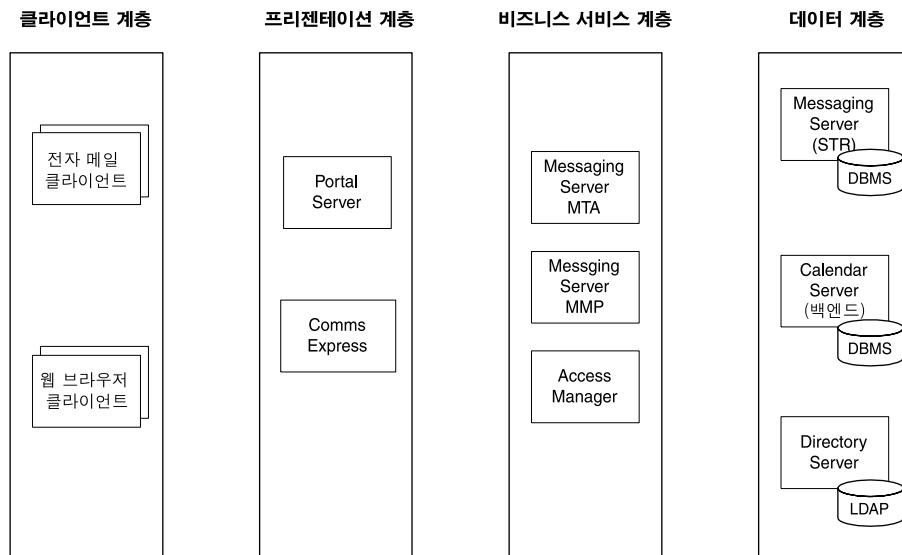 클라이언트 계층
프리젠테이션 계층
비즈니스 서비스 계층
데이터 계층
전자 메일
클라이언트
웹 브라우저
클라이언트
Portal
Server
Comms
Express
Messaging
Server
MTA
Messging
Server
MMP
Access
Manager
Messaging
Server
(STR)
DBMS
Calendar
Server
(백엔드)
DBMS
Directory
Server
LDAP